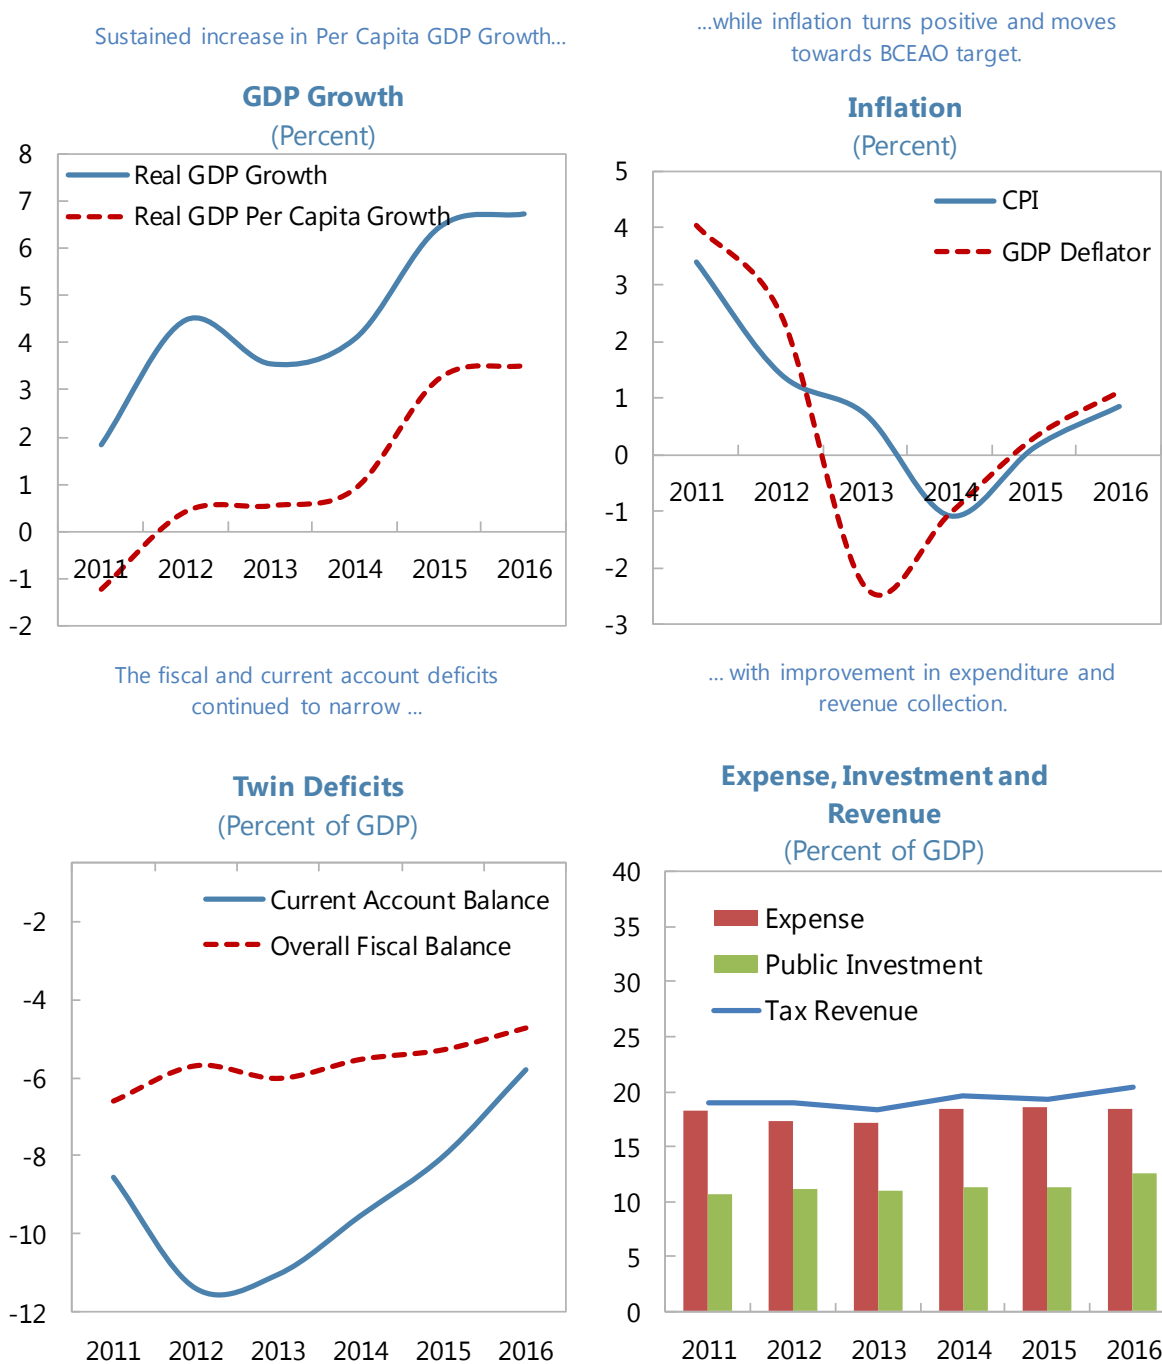 Sustained increase in Per Capita GDP Growth...
GDP Growth
(Percent)
8
7
6
5
4
3
2
1
0
-1
-2
Real GDP Growth
Real GDP Per Capita Growth
2011 2012 2013 2014 2015 2016
...while inflation turns positive and moves
towards BCEAO target.
Inflation
(Percent)
5
4
3
2
1
0
-1
-2
-3
CPI
GDP Deflator
2011 2012 2013 2014 2015 2016
The fiscal and current account deficits
continued to narrow ...
Twin Deficits
(Percent of GDP)
-2
-4
-6
-8
-10
-12
Current Account Balance
Overall Fiscal Balance
2011 2012 2013 2014 2015 2016
... with improvement in expenditure and
revenue collection.
Expense, Investment and
Revenue
(Percent of GDP)
40
35
30
25
20
15
10
5
0
Expense
Public Investment
Tax Revenue
2011 2012 2013 2014 2015 2016